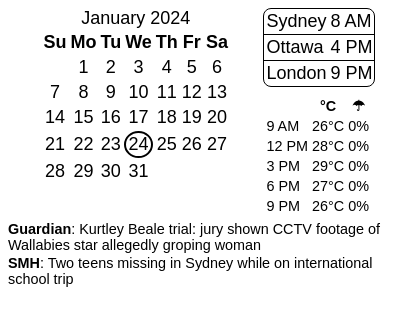 January 2024
Su Mo Tu We Th Fr Sa
1 2 3 4 5 6
7 8 9 10 11 12 13
14 15 16 17 18 19 20
21 22 23 24 25 26 27
28 29 30 31
Sydney 8 AM
Ottawa 4 PM
London 9 PM
°C ☂
9 AM 26°C 0%
12 PM 28°C 0%
3 PM 29°C 0%
6 PM 27°C 0%
9 PM 26°C 0%
Guardian: Kurtley Beale trial: jury shown CCTV footage of
Wallabies star allegedly groping woman
SMH: Two teens missing in Sydney while on international
school trip